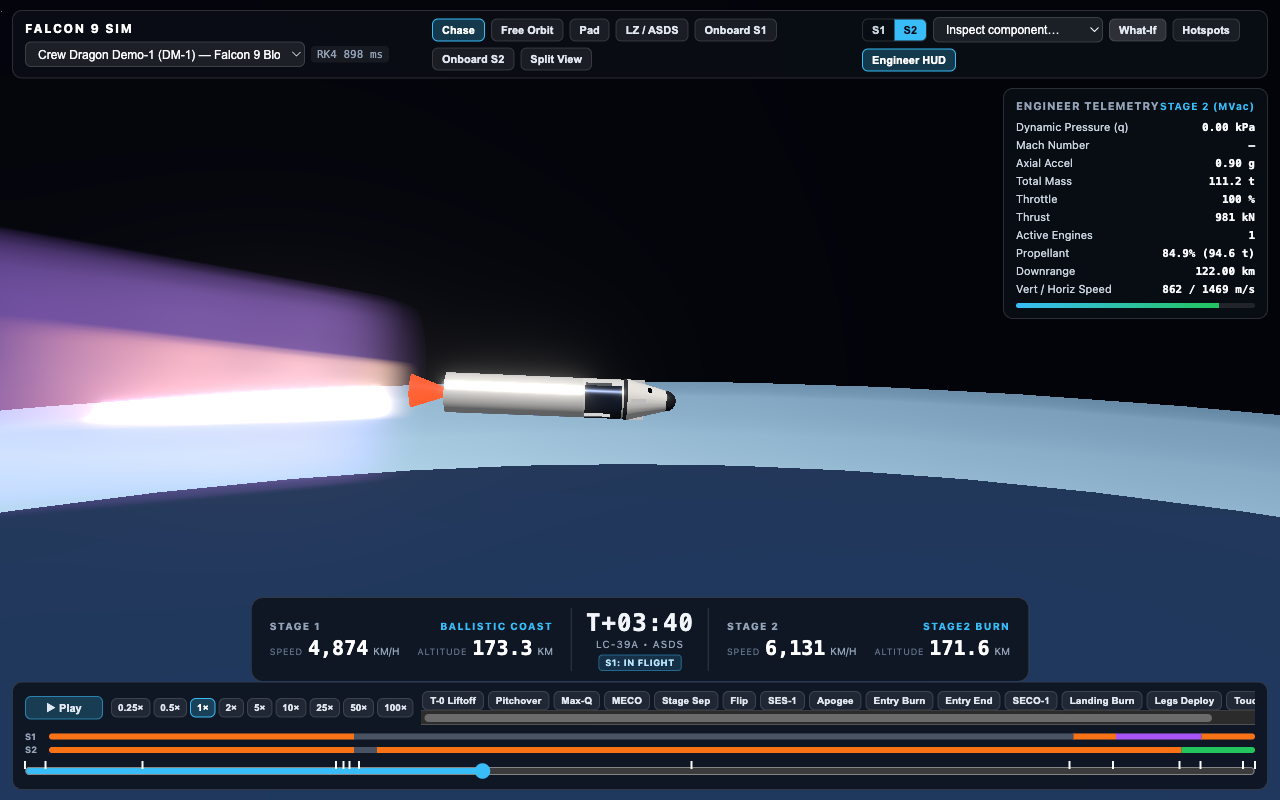 FALCON 9 SIM
Crew Dragon Demo-1 (DM-1) — Falcon 9 Blo
RK4 898 ms
Chase
Free Orbit
Pad
LZ / ASDS
Onboard S1
Onboard S2
Split View
S1
S2
Inspect component...
What-If
Hotspots
Engineer HUD
ENGINEER TELEMETRY STAGE 2 (MVac)
Dynamic Pressure (q) 0.00 kPa
Mach Number —
Axial Accel 0.90 g
Total Mass 111.2 t
Throttle 100 %
Thrust 981 kN
Active Engines 1
Propellant 84.9% (94.6 t)
Downrange 122.00 km
Vert / Horiz Speed 862 / 1469 m/s
STAGE 1 BALLISTIC COAST
SPEED 4,874 KM/H ALTITUDE 173.3 KM
T+03:40
LC-39A • ASDS
S1: IN FLIGHT
STAGE 2 STAGE2 BURN
SPEED 6,131 KM/H ALTITUDE 171.6 KM
▶ Play
0.25×
0.5×
1×
2×
5×
10×
25×
50×
100×
T-0 Liftoff
Pitchover
Max-Q
MECO
Stage Sep
Flip
SES-1
Apogee
Entry Burn
Entry End
SECO-1
Landing Burn
Legs Deploy
Touc
S1
S2